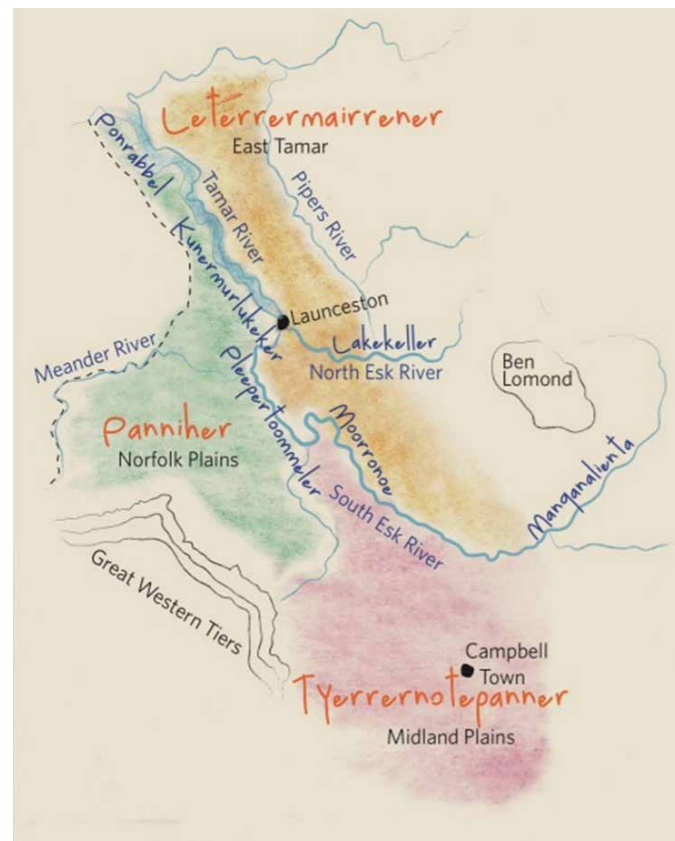 Leterrermairrener
East Tamar
Ponrabbel
Tamar River
Pipers River
Kunermurlukeker
Launceston
Lakekeller
North Esk River
Meander River
Ben
Lomond
Pleepertoommeler
Moorronoe
Panniher
Norfolk Plains
South Esk River
Manganalienta
Great Western Tiers
Campbell
Town
Tyerrernotepanner
Midland Plains